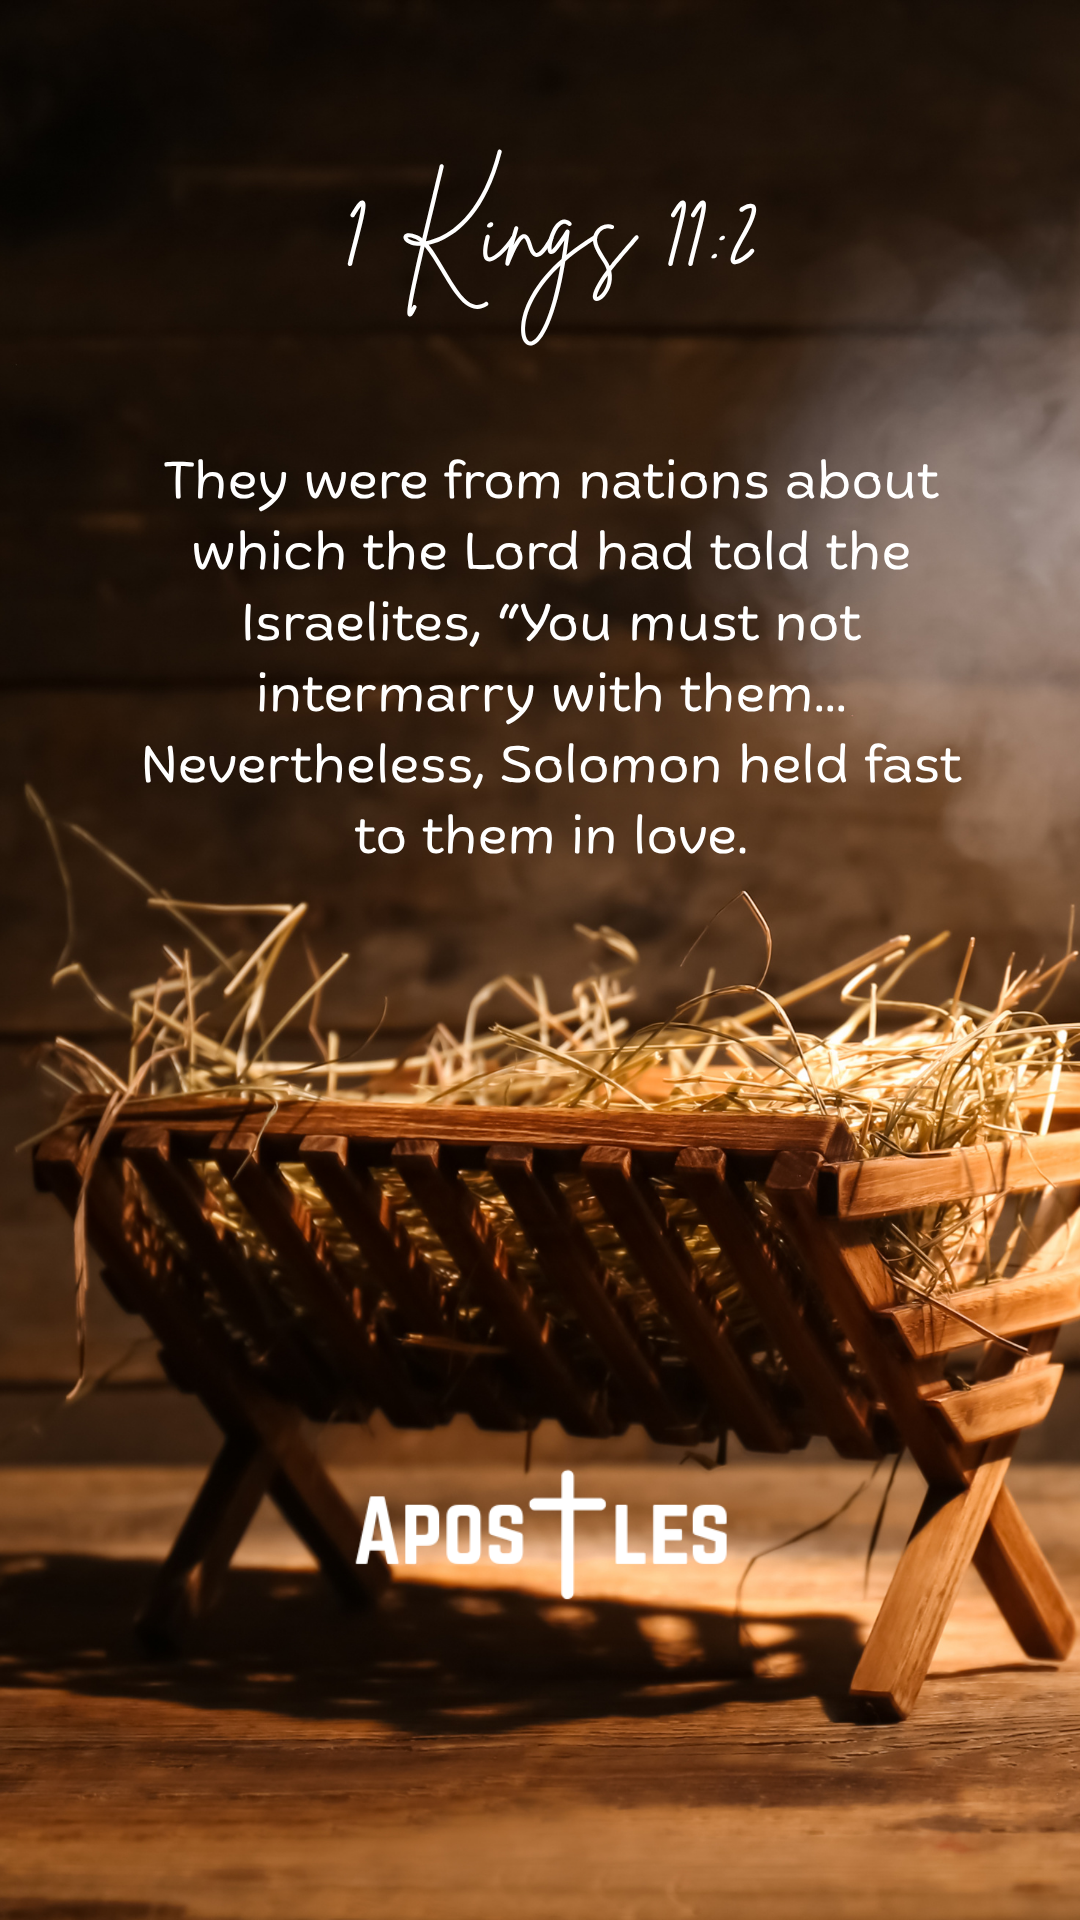 1 Kings 11:2
They were from nations about
which the Lord had told the
Israelites, “You must not
intermarry with them...
Nevertheless, Solomon held fast
to them in love.
APOSTLES